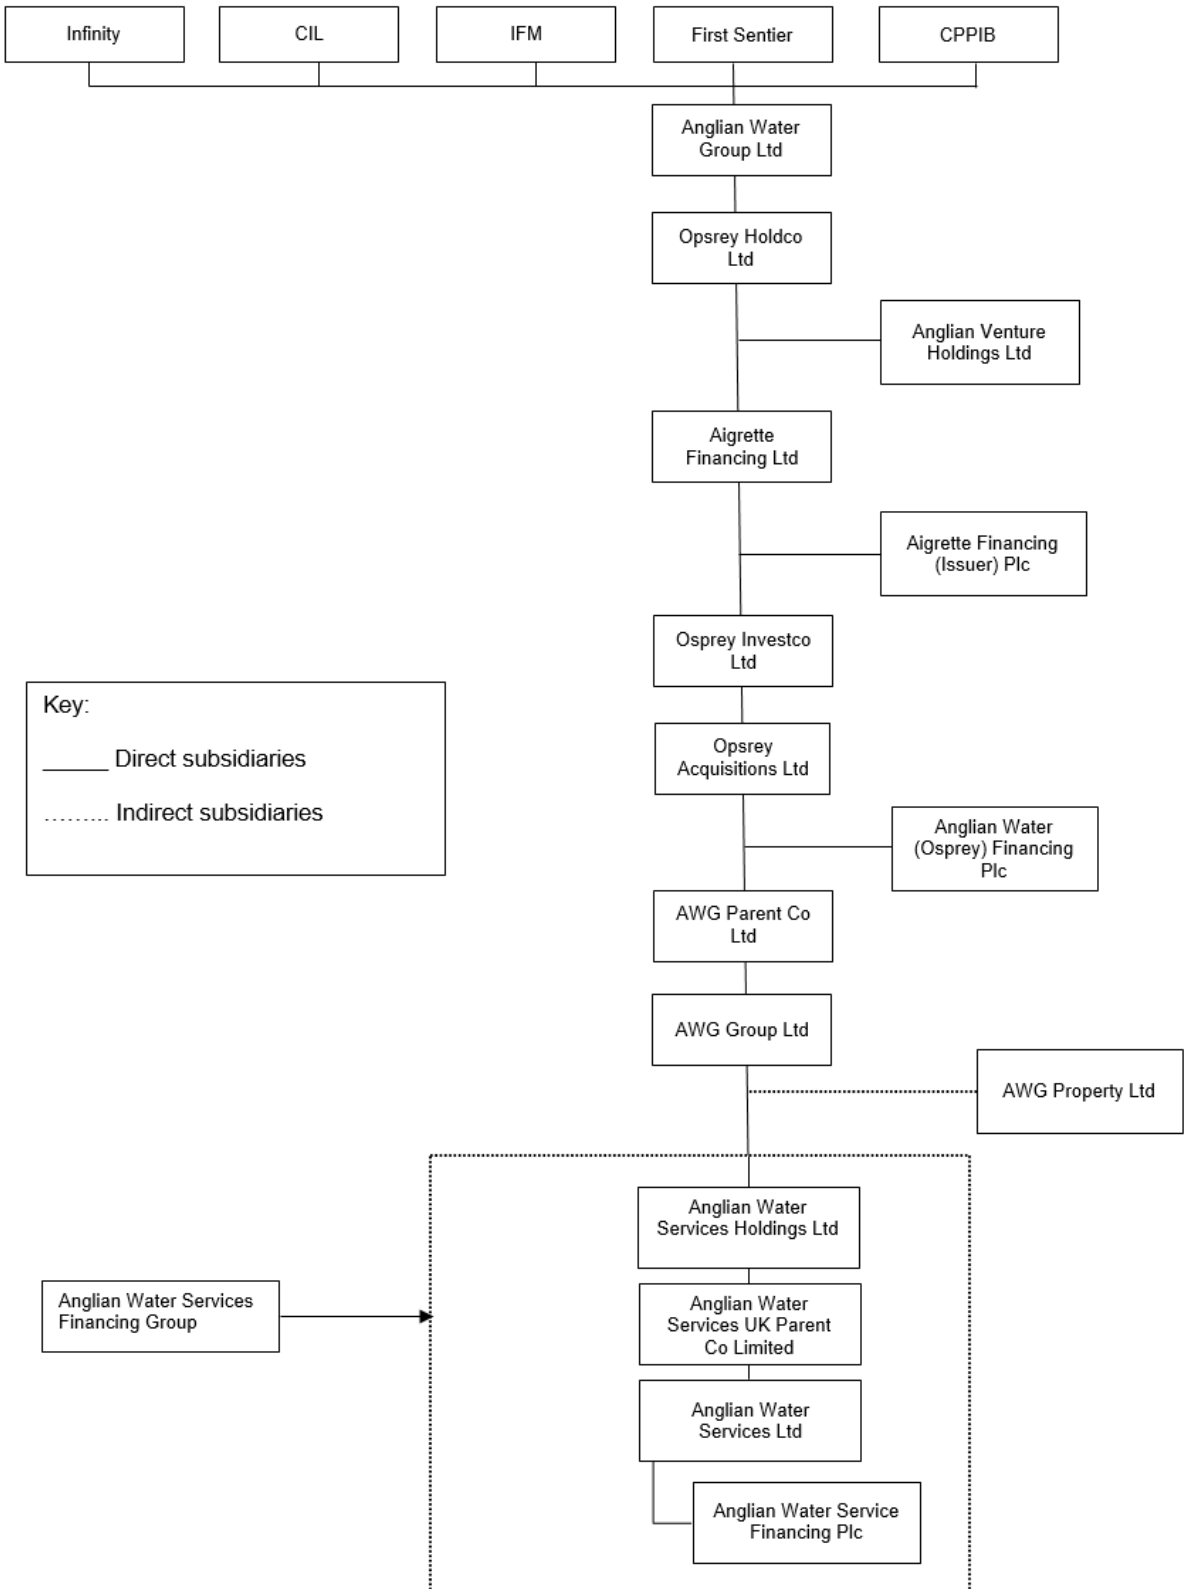 Infinity
CIL
IFM
First Sentier
CPPIB
Anglian Water
Group Ltd
Opsrey Holdco
Ltd
Anglian Venture
Holdings Ltd
Aigrette
Financing Ltd
Aigrette Financing
(Issuer) Plc
Osprey Investco
Ltd
Key:
_____ Direct subsidiaries
......... Indirect subsidiaries
Opsrey
Acquisitions Ltd
Anglian Water
(Osprey) Financing
Plc
AWG Parent Co
Ltd
AWG Group Ltd
AWG Property Ltd
Anglian Water
Services Holdings Ltd
Anglian Water Services
Financing Group
Anglian Water
Services UK Parent
Co Limited
Anglian Water
Services Ltd
Anglian Water Service
Financing Plc